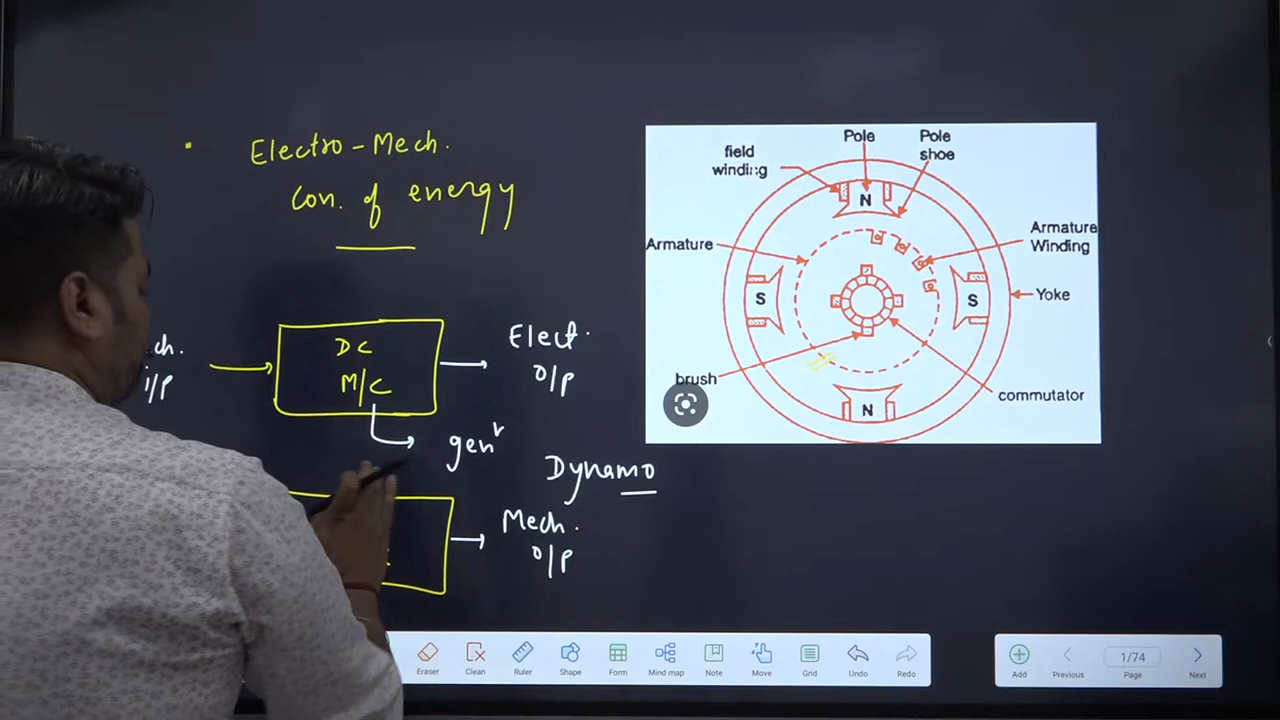 Electro-Mech.
Con. of energy
ch.
i/p
DC
M/C
Elect.
O/P
genr
Dynamo
Mech.
O/P
Pole
Pole
shoe
field
winding
N
Armature
Armature
Winding
S
S
Yoke
brush
N
commutator
Eraser
Clean
Ruler
Shape
Form
Mind map
Note
Move
Grid
Undo
Redo
Add
Previous
1/74
Page
Next